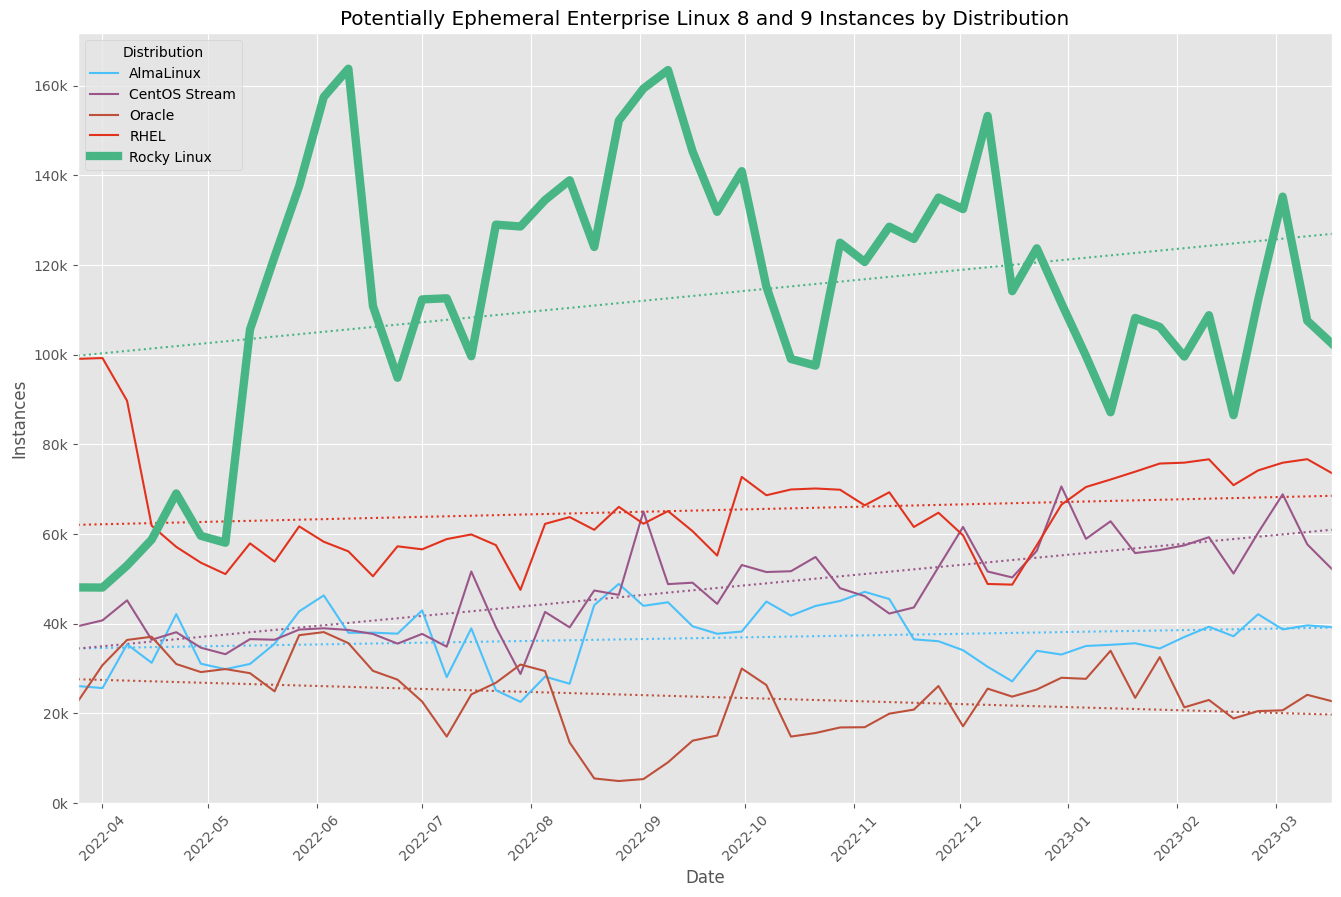 Potentially Ephemeral Enterprise Linux 8 and 9 Instances by Distribution
Distribution
AlmaLinux
CentOS Stream
Oracle
RHEL
Rocky Linux
160k
140k
120k
100k
80k
60k
40k
20k
0k
Instances
2022-04
2022-05
2022-06
2022-07
2022-08
2022-09
2022-10
2022-11
2022-12
2023-01
2023-02
2023-03
Date